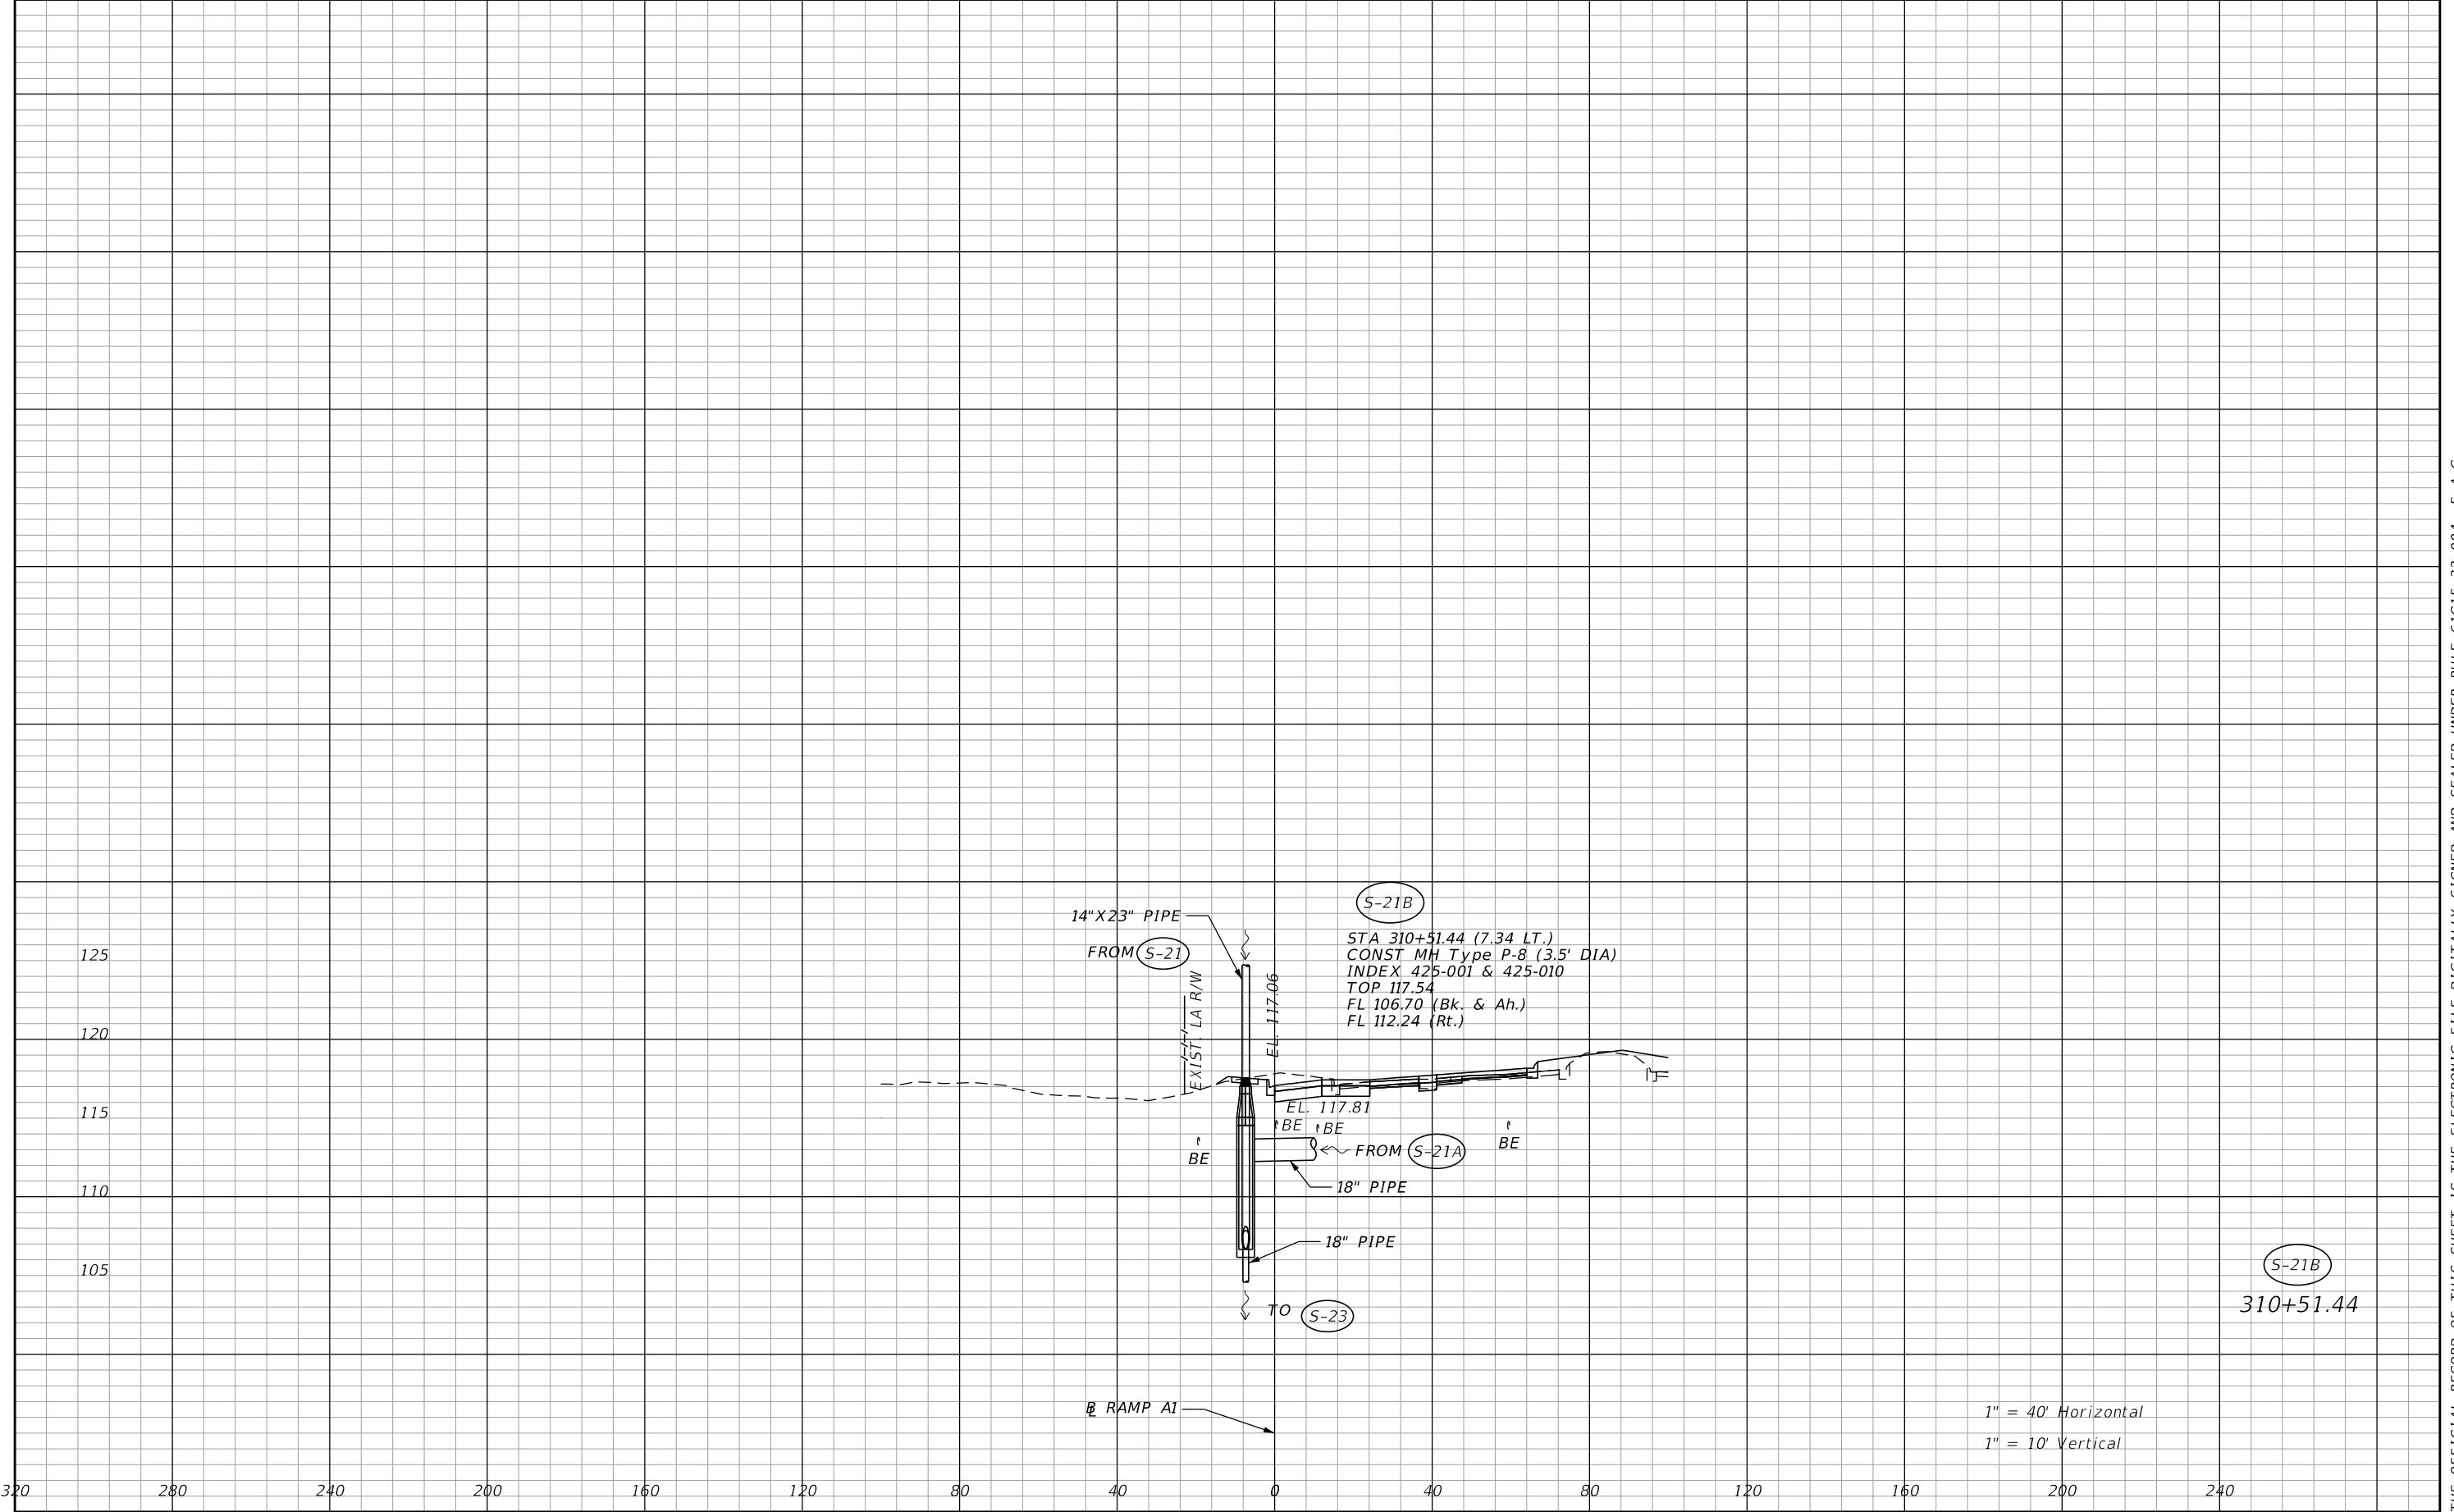 S-21B
14"X23" PIPE
STA 310+51.44 (7.34 LT.)
FROM S-21
CONST MH Type P-8 (3.5' DIA)
125
INDEX 425-001 & 425-010
TOP 117.54
FL 106.70 (Bk. & Ah.)
FL 112.24 (Rt.)
EXIST. LA R/W
EL. 117.06
120
115
EL. 117.81
BE
BE
BE
BE
FROM S-21A
18" PIPE
110
18" PIPE
105
S-21B
310+51.44
TO S-23
BL RAMP A1
1" = 40' Horizontal
1" = 10' Vertical
320 280 240 200 160 120 80 40 0 40 80 120 160 200 240